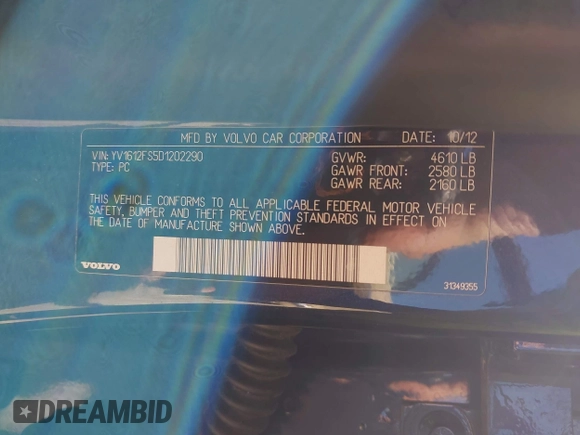 MFD BY VOLVO CAR CORPORATION DATE: 10/12
VIN: YV1612FS5D1202290 GVWR: 4610 LB
TYPE: PC GAWR FRONT: 2580 LB
GAWR REAR: 2160 LB
THIS VEHICLE CONFORMS TO ALL APPLICABLE FEDERAL MOTOR VEHICLE
SAFETY, BUMPER AND THEFT PREVENTION STANDARDS IN EFFECT ON
THE DATE OF MANUFACTURE SHOWN ABOVE.
VOLVO
31349355
DREAMBID